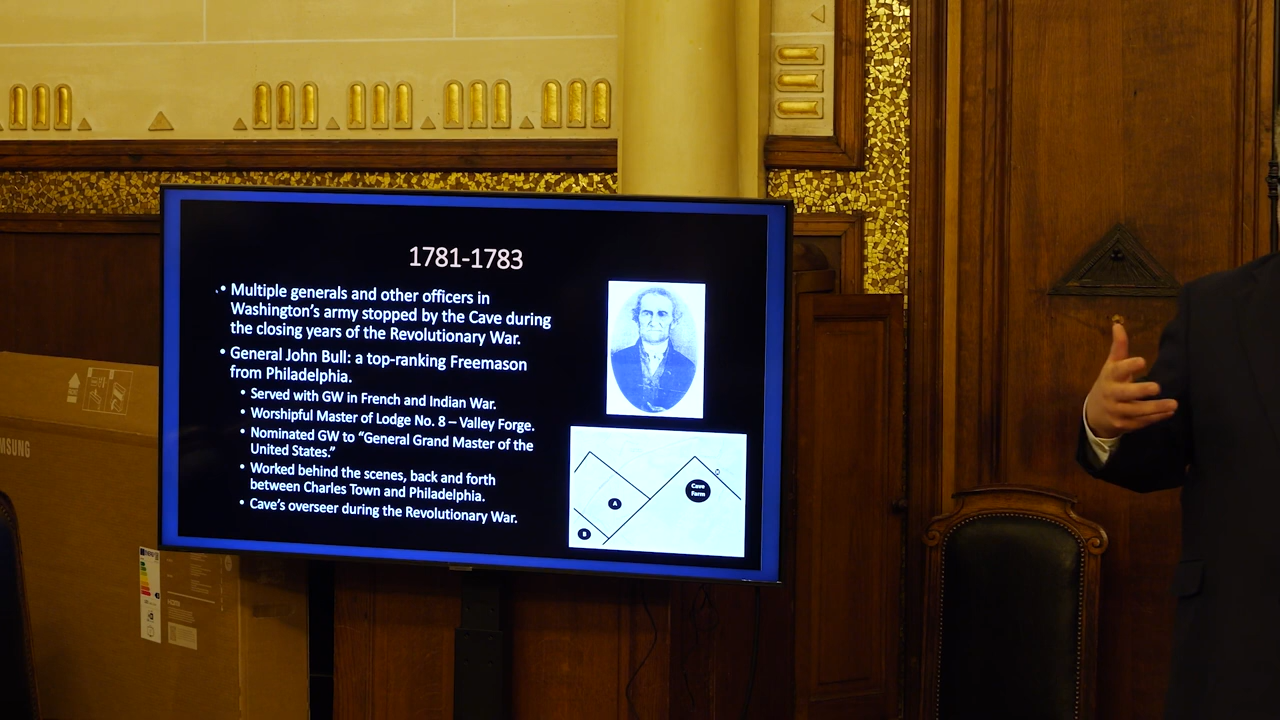 1781-1783
• Multiple generals and other officers in
Washington's army stopped by the Cave during
the closing years of the Revolutionary War.
• General John Bull: a top-ranking Freemason
from Philadelphia.
• Served with GW in French and Indian War.
• Worshipful Master of Lodge No. 8 – Valley Forge.
• Nominated GW to “General Grand Master of the
United States.”
• Worked behind the scenes, back and forth
between Charles Town and Philadelphia.
• Cave's overseer during the Revolutionary War.
Cave
Farm
A
B
MSUNG